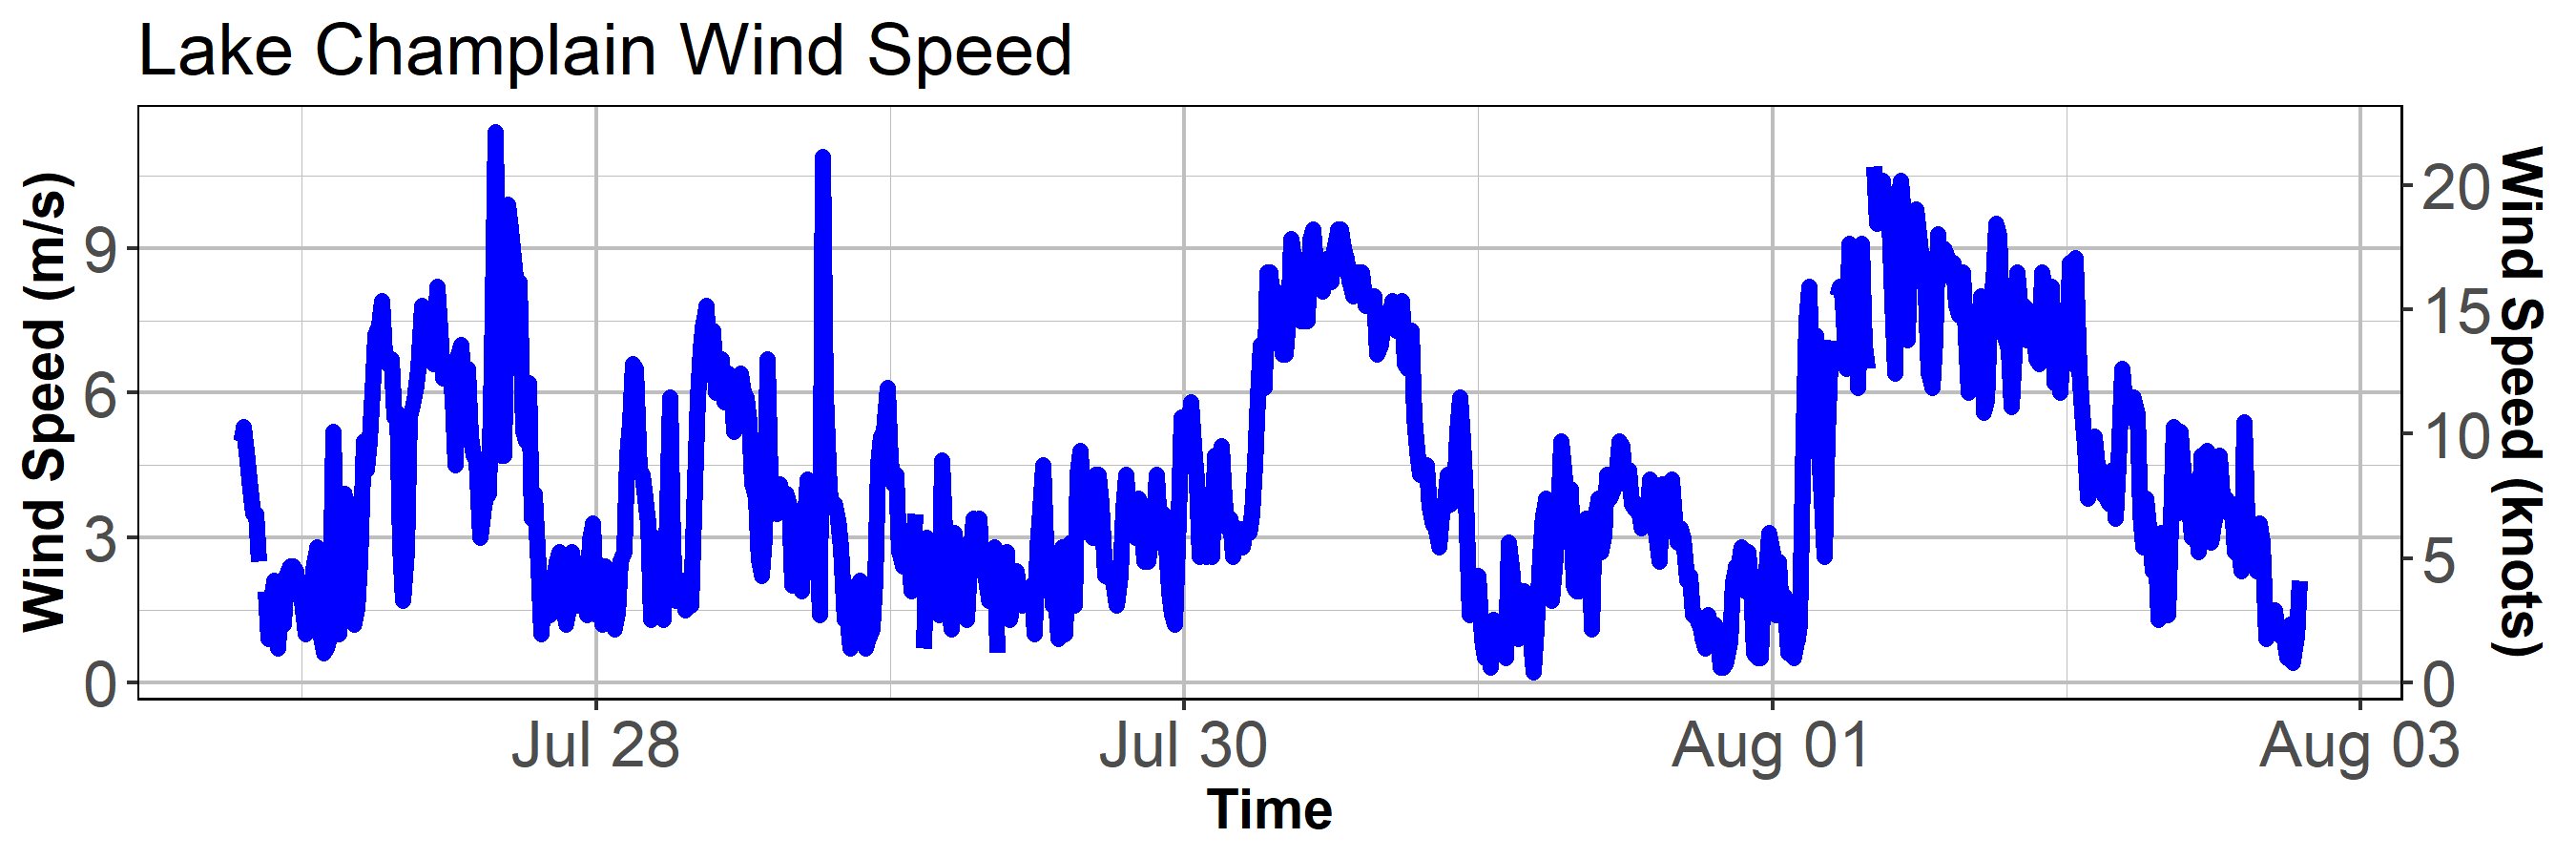 Lake Champlain Wind Speed
Wind Speed (m/s)
9
6
3
0
20
15
10
5
0
Wind Speed (knots)
Jul 28
Jul 30
Aug 01
Aug 03
Time